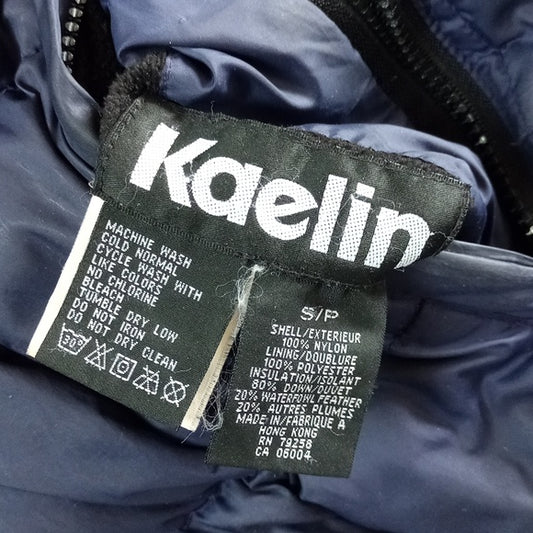 Kaelin
MACHINE WASH
COLD NORMAL
CYCLE WASH WITH
LIKE COLORS
NO CHLORINE
BLEACH
TUMBLE DRY LOW
DO NOT IRON
DO NOT DRY CLEAN
30°
S/P
SHELL/EXTERIEUR
100% NYLON
LINING/DOUBLURE
100% POLYESTER
INSULATION/ISOLANT
80% DOWN/DUVET
20% WATERFOWL FEATHER
20% AUTRES PLUMES
MADE IN/FABRIQUE A
HONG KONG
RN 79258
CA 06004